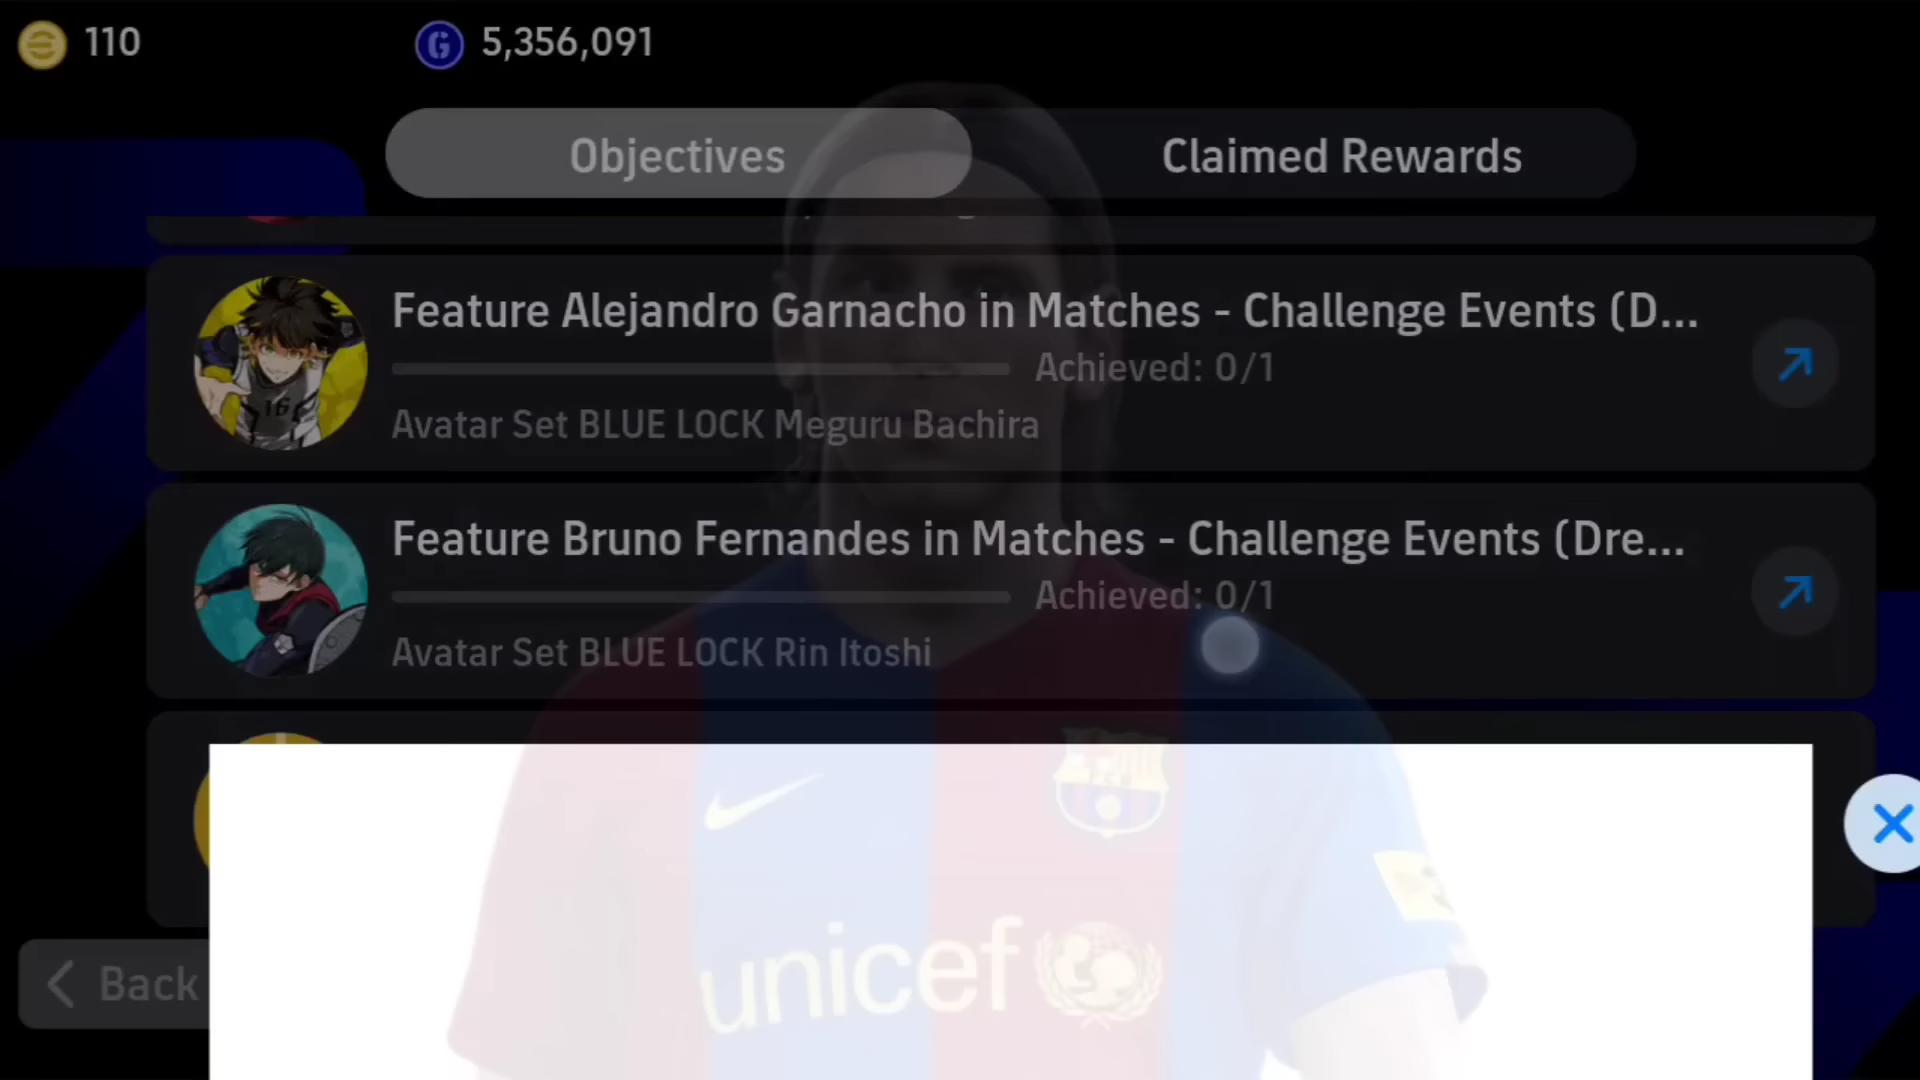 110
5,356,091
Objectives
Claimed Rewards
Feature Alejandro Garnacho in Matches - Challenge Events (D...
Achieved: 0/1
Avatar Set BLUE LOCK Meguru Bachira
Feature Bruno Fernandes in Matches - Challenge Events (Dre...
Achieved: 0/1
Avatar Set BLUE LOCK Rin Itoshi
Back
unicef
16